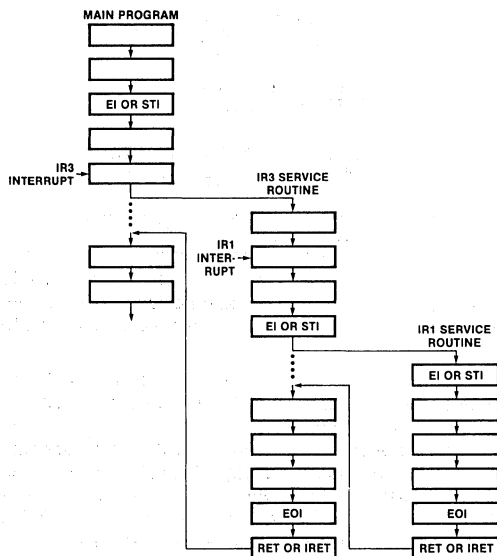 MAIN PROGRAM
EI OR STI
IR3
INTERRUPT
IR3 SERVICE
ROUTINE
IR1
INTER-
RUPT
EI OR STI
IR1 SERVICE
ROUTINE
EI OR STI
EOI
EOI
RET OR IRET
RET OR IRET